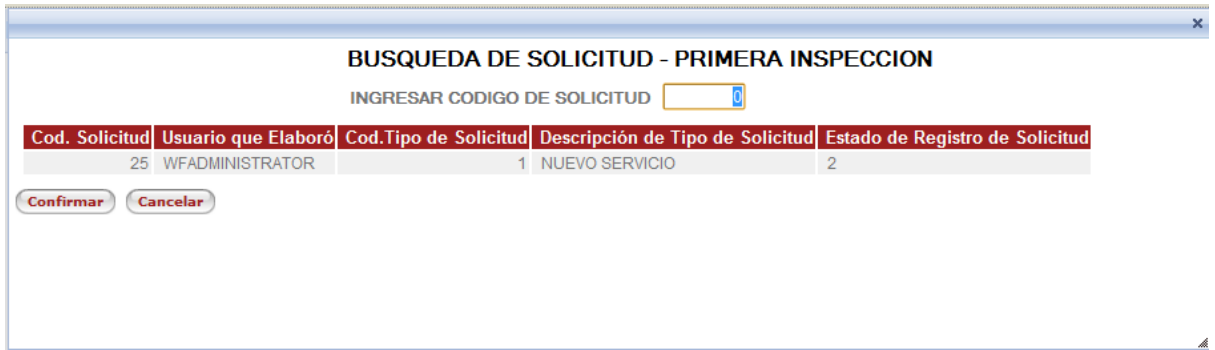 ×
BUSQUEDA DE SOLICITUD - PRIMERA INSPECCION
INGRESAR CODIGO DE SOLICITUD 0
Cod. Solicitud Usuario que Elaboró Cod.Tipo de Solicitud Descripción de Tipo de Solicitud Estado de Registro de Solicitud
25 WFADMINISTRATOR 1 NUEVO SERVICIO 2
Confirmar Cancelar